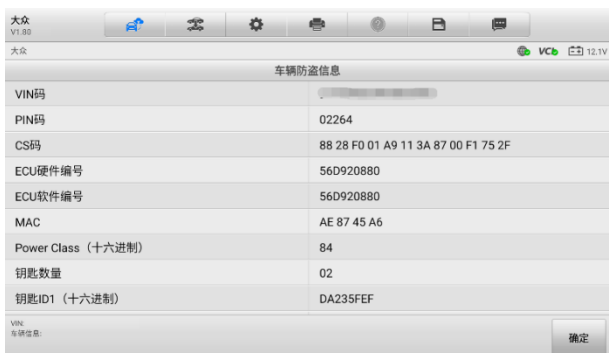 大众
V1.00
大众
VCI 12.1V
车辆防盗信息
VIN码
PIN码 02264
CS码 88 28 F0 01 A9 11 3A 87 00 F1 75 2F
ECU硬件编号 56D920880
ECU软件编号 56D920880
MAC AE 87 45 A6
Power Class（十六进制） 84
钥匙数量 02
钥匙ID1（十六进制） DA235FEF
VIN:
车辆信息:
确定